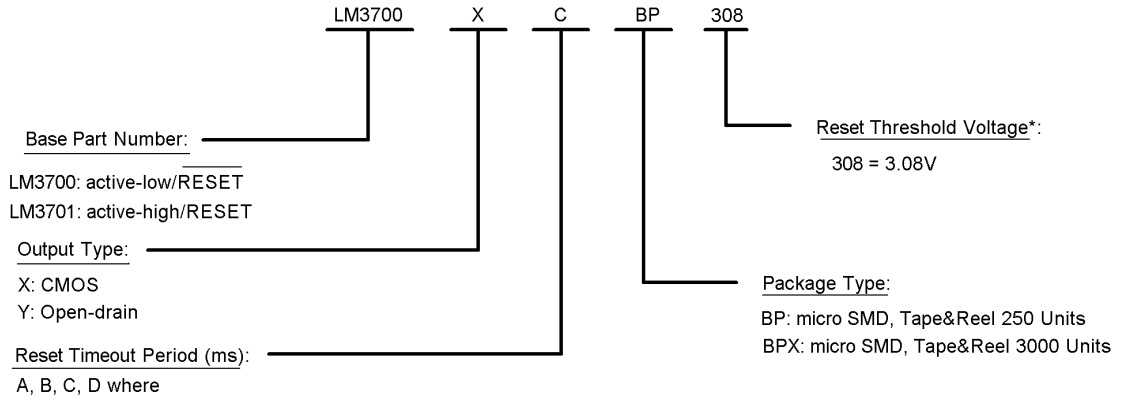 LM3700 X C BP 308
Base Part Number:
LM3700: active-low/RESET
LM3701: active-high/RESET
Output Type:
X: CMOS
Y: Open-drain
Reset Timeout Period (ms):
A, B, C, D where
Reset Threshold Voltage*:
308 = 3.08V
Package Type:
BP: micro SMD, Tape&Reel 250 Units
BPX: micro SMD, Tape&Reel 3000 Units